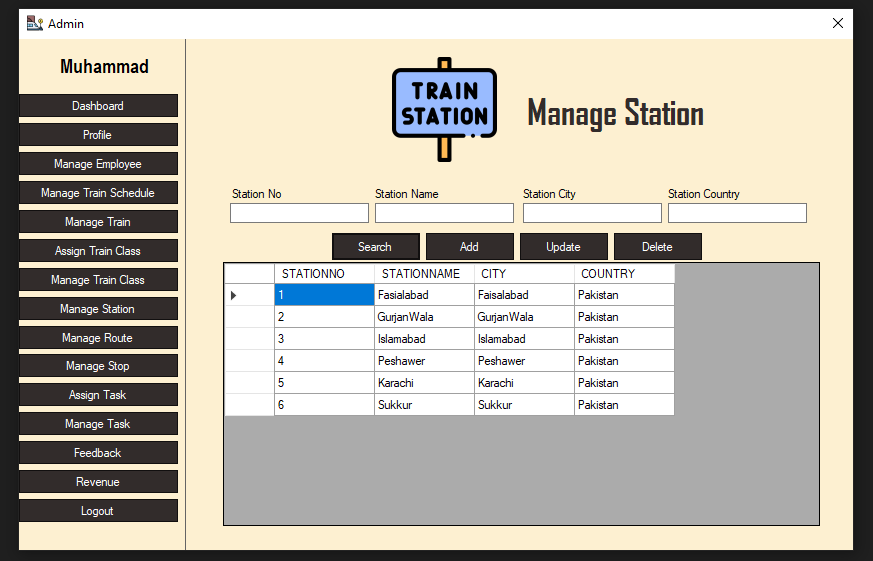 Admin
Muhammad
Dashboard
Profile
Manage Employee
Manage Train Schedule
Manage Train
Assign Train Class
Manage Train Class
Manage Station
Manage Route
Manage Stop
Assign Task
Manage Task
Feedback
Revenue
Logout
TRAIN
STATION
Manage Station
Station No Station Name Station City Station Country
Search Add Update Delete
STATIONNO STATIONNAME CITY COUNTRY
1 Fasialabad Faisalabad Pakistan
2 GurjanWala GurjanWala Pakistan
3 Islamabad Islamabad Pakistan
4 Peshawer Peshawer Pakistan
5 Karachi Karachi Pakistan
6 Sukkur Sukkur Pakistan